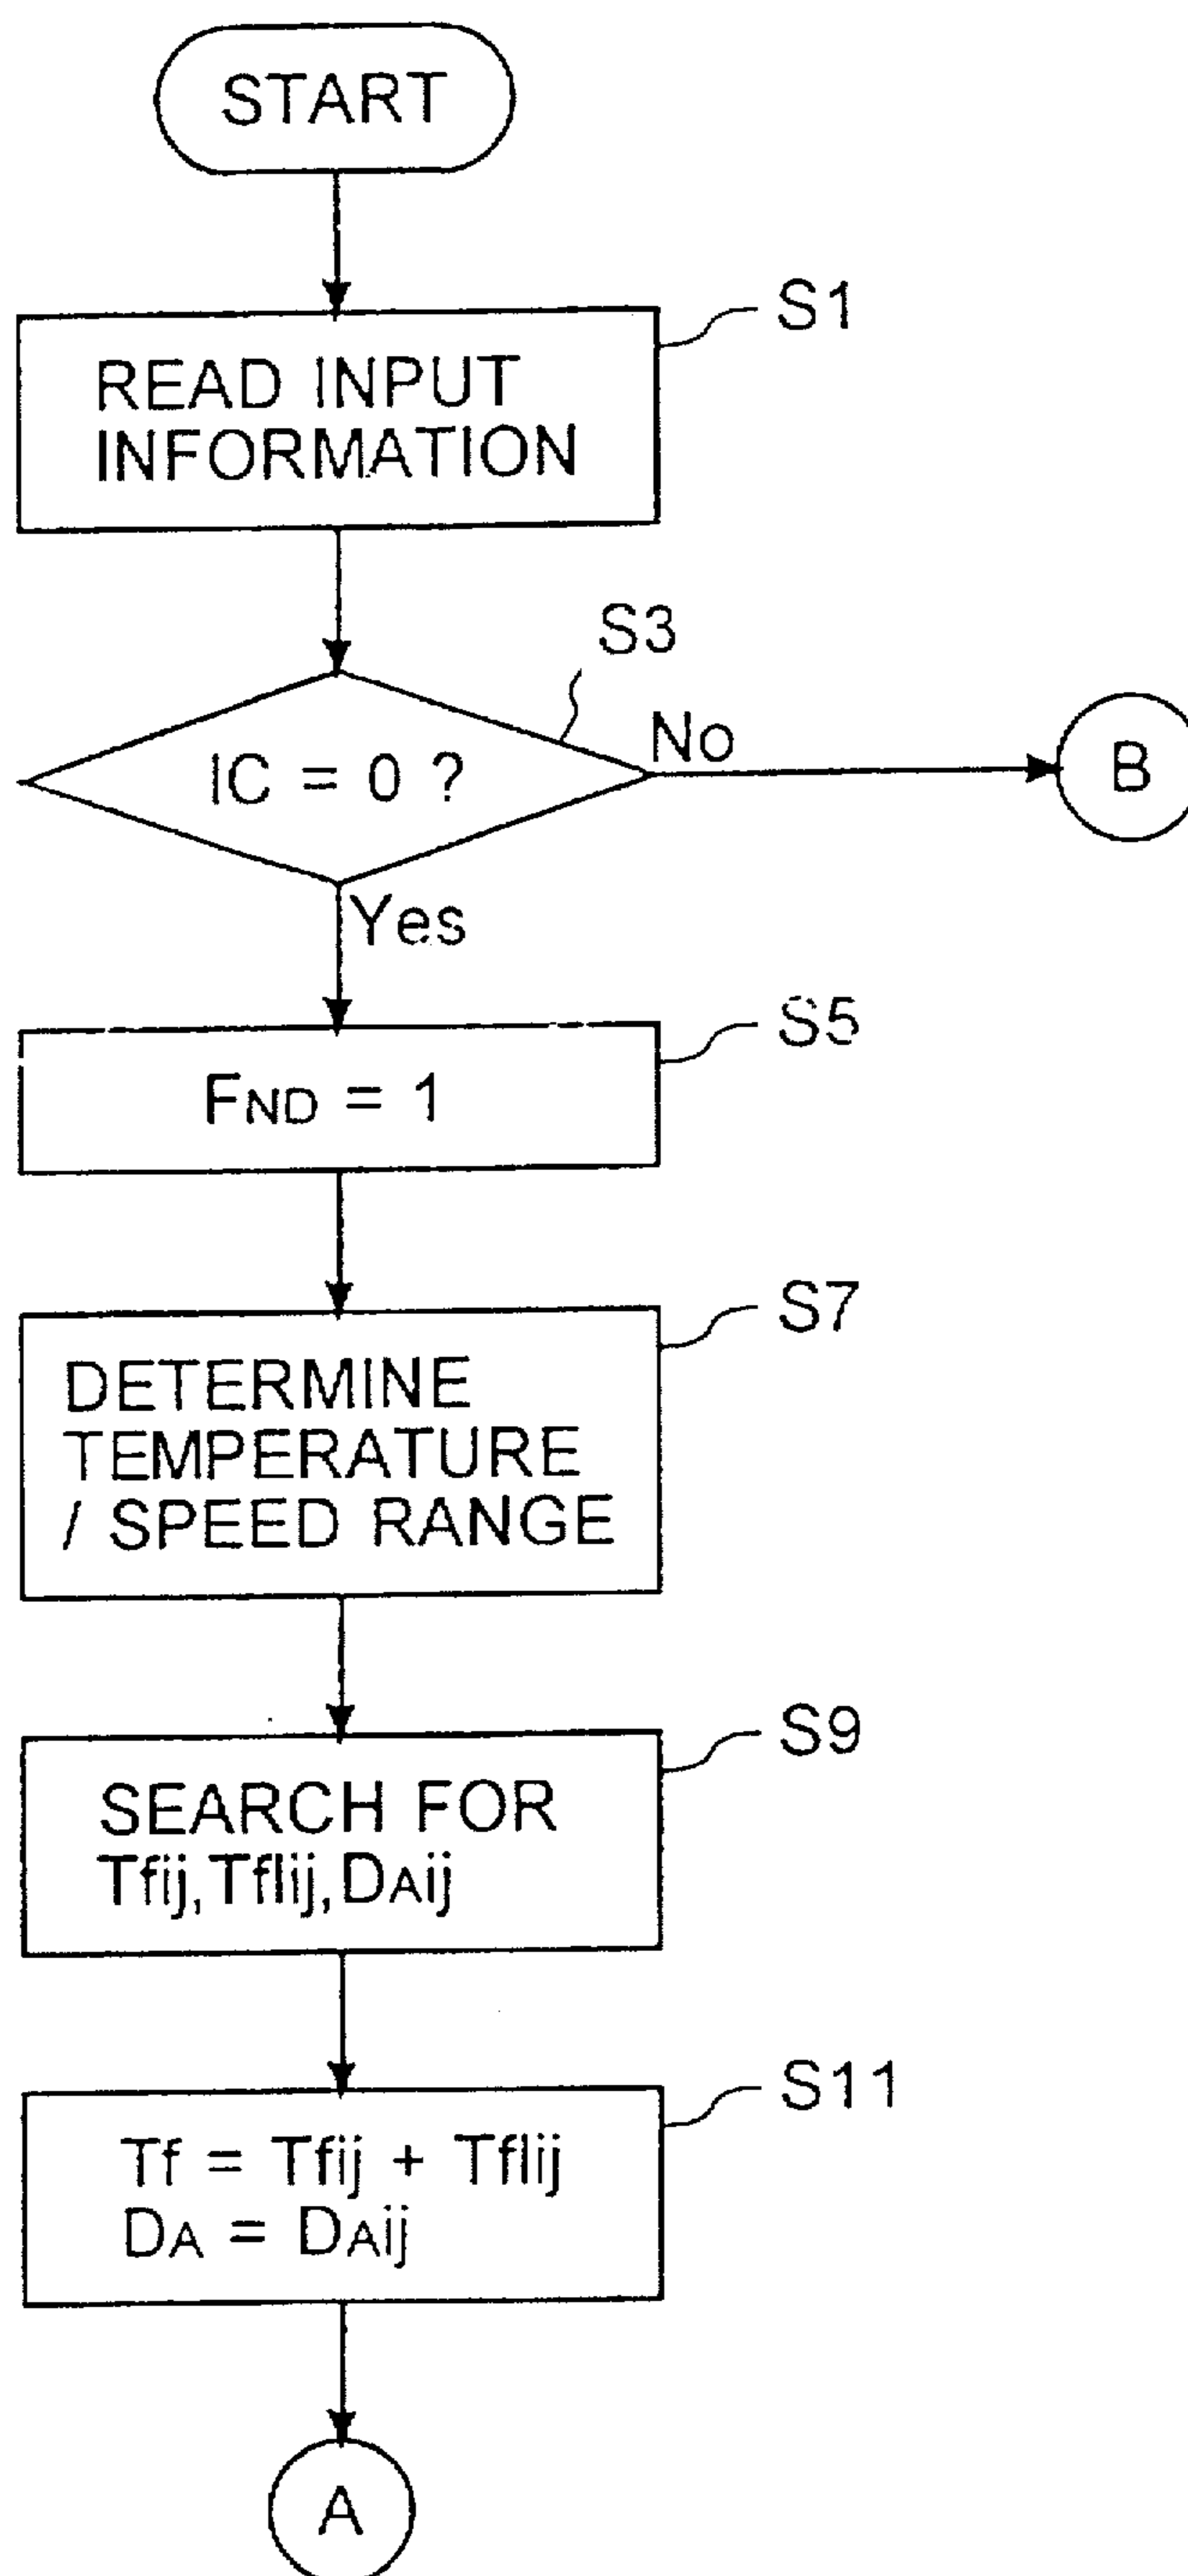 START
S1
READ INPUT
INFORMATION
S3
IC = 0 ?
No
B
Yes
S5
FND = 1
S7
DETERMINE
TEMPERATURE
/ SPEED RANGE
S9
SEARCH FOR
Tfij,Tflij,DAij
S11
Tf = Tfij + Tflij
DA = DAij
A